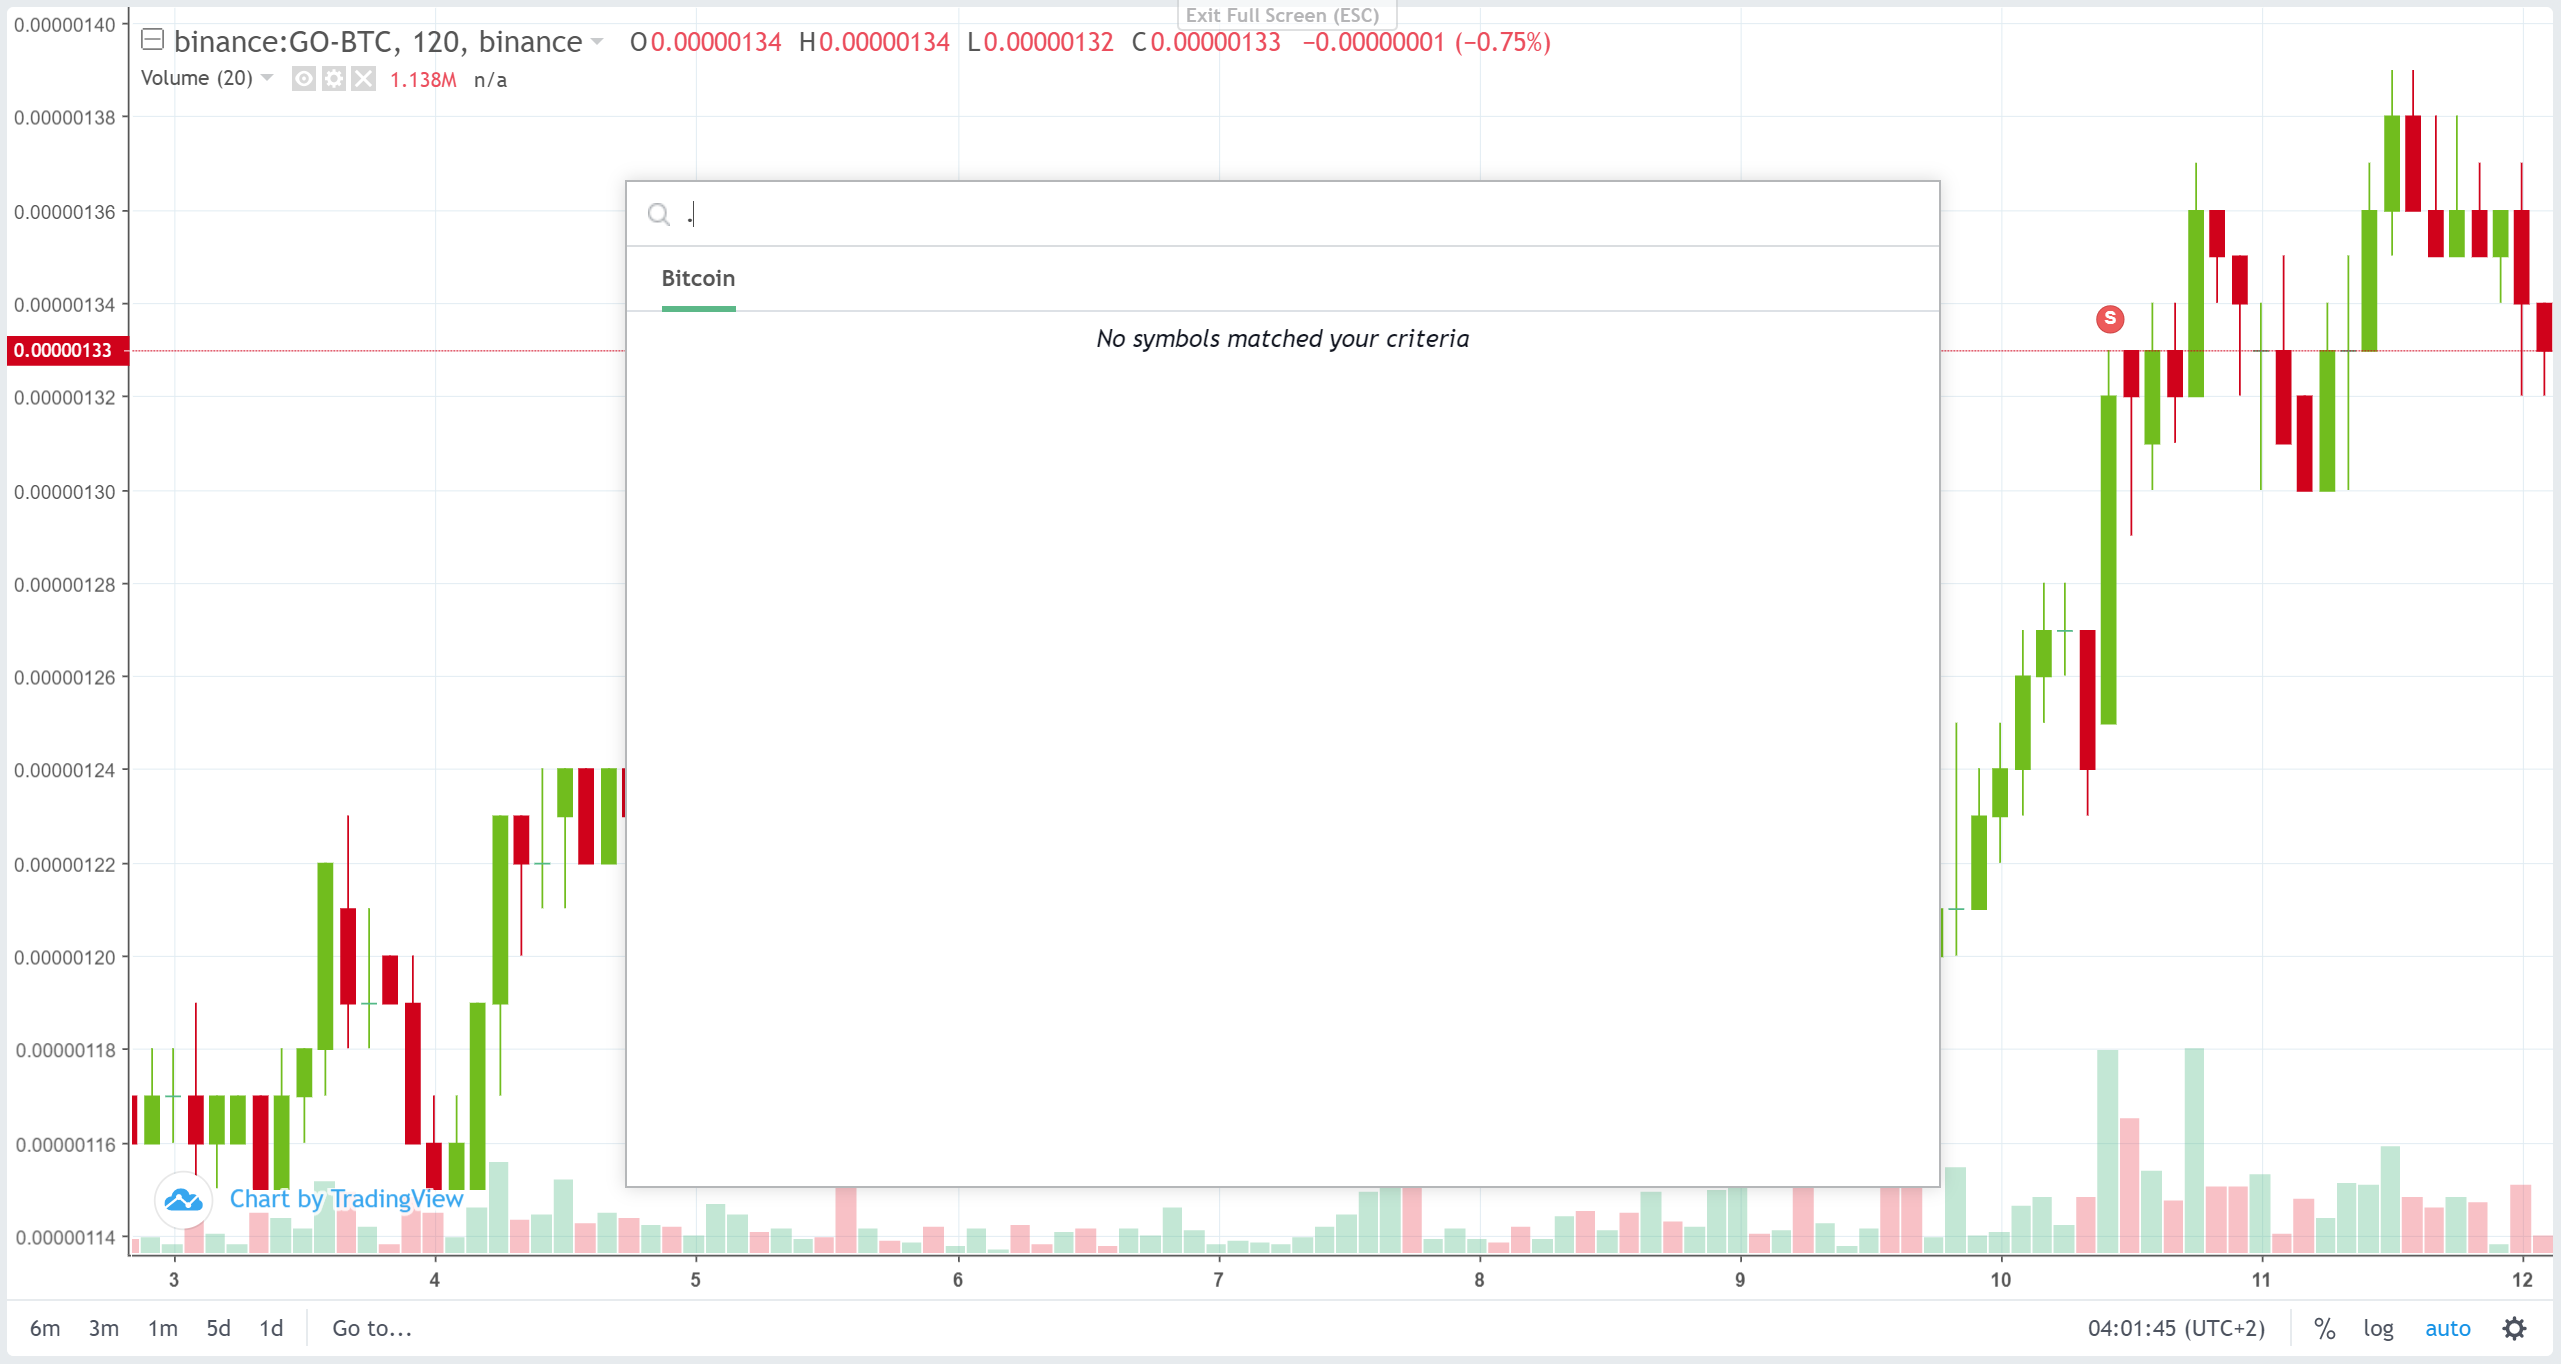 Exit Full Screen (ESC)
binance:GO-BTC, 120, binance O0.00000134 H0.00000134 L0.00000132 C0.00000133 −0.00000001 (−0.75%)
Volume (20) 1.138M n/a
0.00000140
0.00000138
0.00000136
0.00000134
0.00000133
0.00000132
0.00000130
0.00000128
0.00000126
0.00000124
0.00000122
0.00000120
0.00000118
0.00000116
0.00000114
.
Bitcoin
No symbols matched your criteria
S
Chart by TradingView
3 4 5 6 7 8 9 10 11 12
6m 3m 1m 5d 1d Go to... 04:01:45 (UTC+2) % log auto